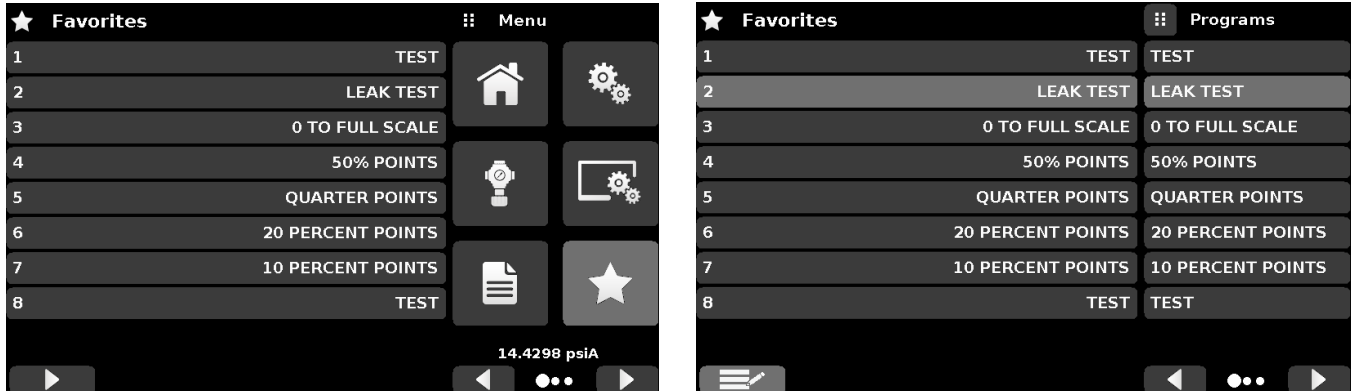 Favorites
Menu
1 TEST
2 LEAK TEST
3 0 TO FULL SCALE
4 50% POINTS
5 QUARTER POINTS
6 20 PERCENT POINTS
7 10 PERCENT POINTS
8 TEST
14.4298 psiA
Favorites
Programs
1 TEST TEST
2 LEAK TEST LEAK TEST
3 0 TO FULL SCALE 0 TO FULL SCALE
4 50% POINTS 50% POINTS
5 QUARTER POINTS QUARTER POINTS
6 20 PERCENT POINTS 20 PERCENT POINTS
7 10 PERCENT POINTS 10 PERCENT POINTS
8 TEST TEST